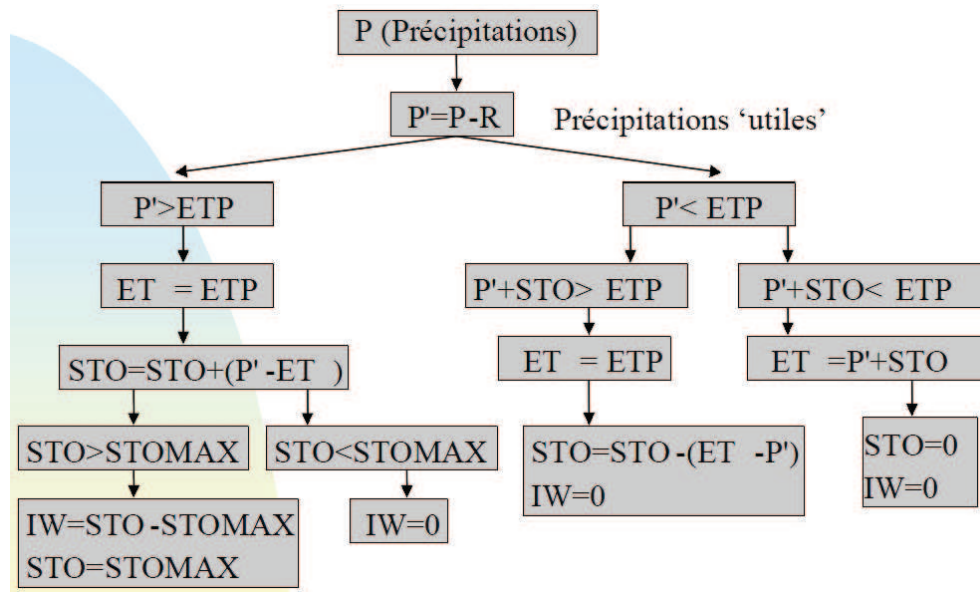 P (Précipitations)
P'=P-R
Précipitations ‘utiles’
P'>ETP
P'< ETP
ET = ETP
P'+STO> ETP
P'+STO< ETP
STO=STO+(P'-ET )
ET = ETP
ET =P'+STO
STO>STOMAX
STO<STOMAX
STO=STO-(ET -P')
IW=0
STO=0
IW=0
IW=STO-STOMAX
STO=STOMAX
IW=0